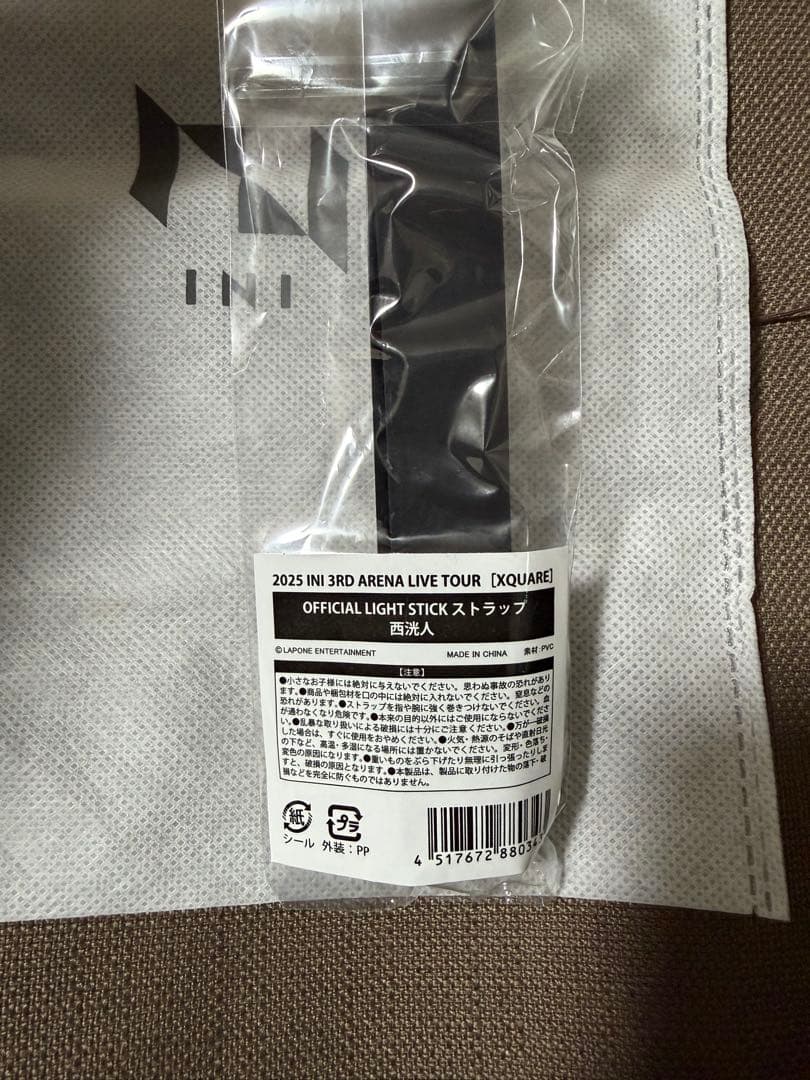 INI
2025 INI 3RD ARENA LIVE TOUR [XQUARE]
OFFICIAL LIGHT STICK ストラップ
西洸人
©LAPONE ENTERTAINMENT MADE IN CHINA 素材:PVC
【注意】
●小さなお子様には絶対に与えないでください。思わぬ事故の恐れがあり
ます。●商品や梱包材を口の中には絶対に入れないでください。窒息などの
恐れがあります。●ストラップを指や腕に強く巻きつけないでください。血
が通わなくなり危険です。●本来の目的以外にはご使用にならないでくださ
い。●乱暴な取り扱いによる破損には十分にご注意ください。●万が一破損
した場合は、すぐに使用をおやめください。●火気・熱源のそばや直射日光
の下など、高温・多湿になる場所には置かないでください。変形・色落ち・
変色の原因になります。●重いものをぶら下げたり無理に引っ張ったりしま
すと、破損の原因となります。●本製品は、製品に取り付けた物の落下・破
損などを完全に防ぐものではありません。
紙 プラ
シール 外装:PP
4 517672 88034